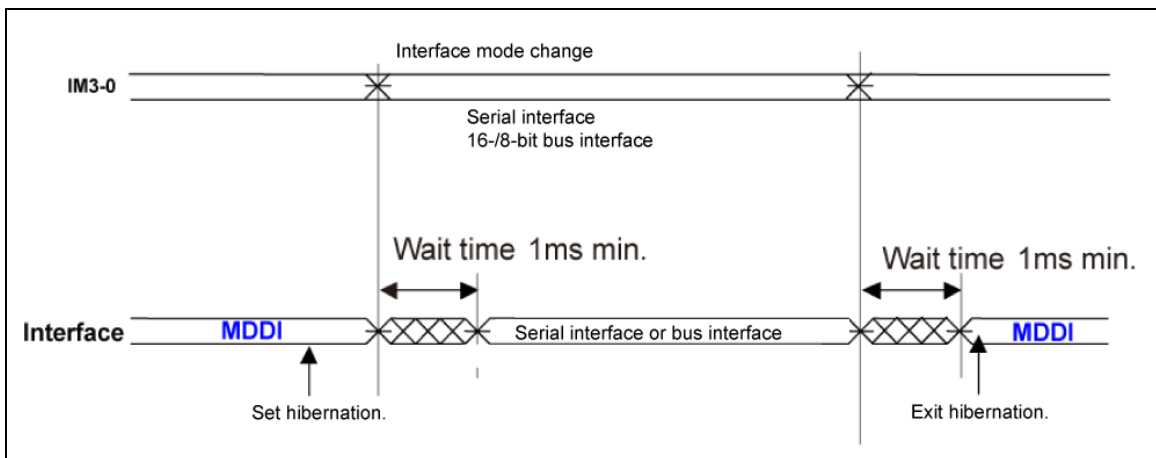 Interface mode change
IM3-0
Serial interface
16-/8-bit bus interface
Wait time 1ms min.
Wait time 1ms min.
Interface
MDDI
Serial interface or bus interface
MDDI
Set hibernation.
Exit hibernation.